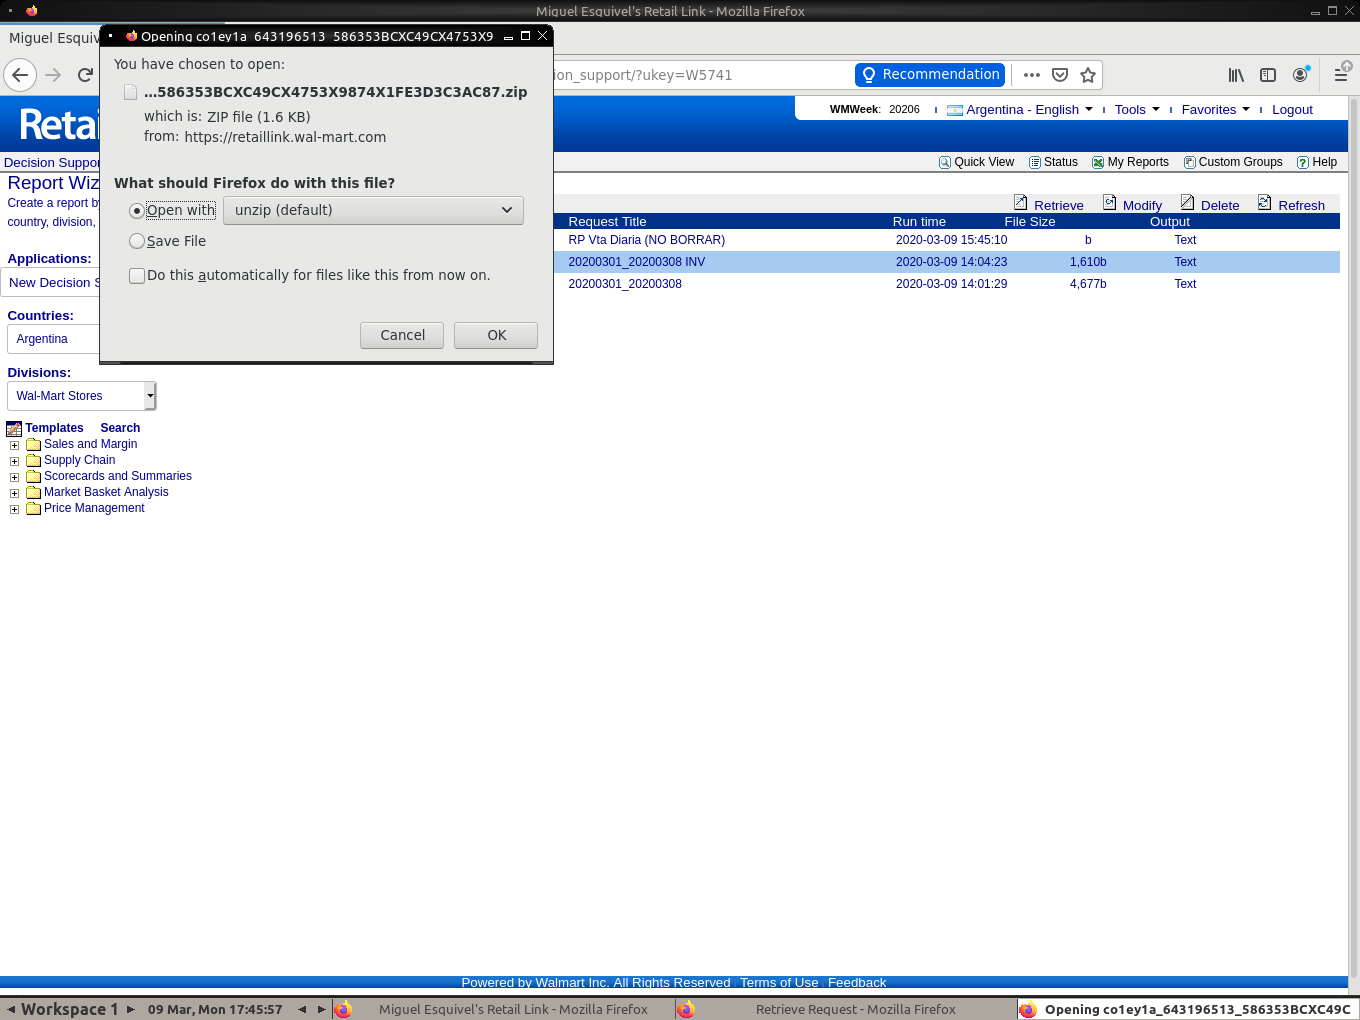 Miguel Esquivel's Retail Link - Mozilla Firefox
Miguel Esquiv
Opening co1ey1a_643196513_586353BCXC49CX4753X9
You have chosen to open:
...586353BCXC49CX4753X9874X1FE3D3C3AC87.zip
which is: ZIP file (1.6 KB)
from: https://retaillink.wal-mart.com
What should Firefox do with this file?
Open with unzip (default)
Save File
Do this automatically for files like this from now on.
Cancel OK
ion_support/?ukey=W5741 Recommendation
Retai
WMWeek: 20206 Argentina - English Tools Favorites Logout
Decision Suppor
Quick View Status My Reports Custom Groups Help
Report Wiz
Create a report by
country, division,
Retrieve Modify Delete Refresh
Request Title Run time File Size Output
RP Vta Diaria (NO BORRAR) 2020-03-09 15:45:10 b Text
20200301_20200308 INV 2020-03-09 14:04:23 1,610b Text
20200301_20200308 2020-03-09 14:01:29 4,677b Text
Applications:
New Decision S
Countries:
Argentina
Divisions:
Wal-Mart Stores
Templates Search
Sales and Margin
Supply Chain
Scorecards and Summaries
Market Basket Analysis
Price Management
Powered by Walmart Inc. All Rights Reserved | Terms of Use | Feedback
Workspace 1 09 Mar, Mon 17:45:57 Miguel Esquivel's Retail Link - Mozilla Firefox Retrieve Request - Mozilla Firefox Opening co1ey1a_643196513_586353BCXC49C